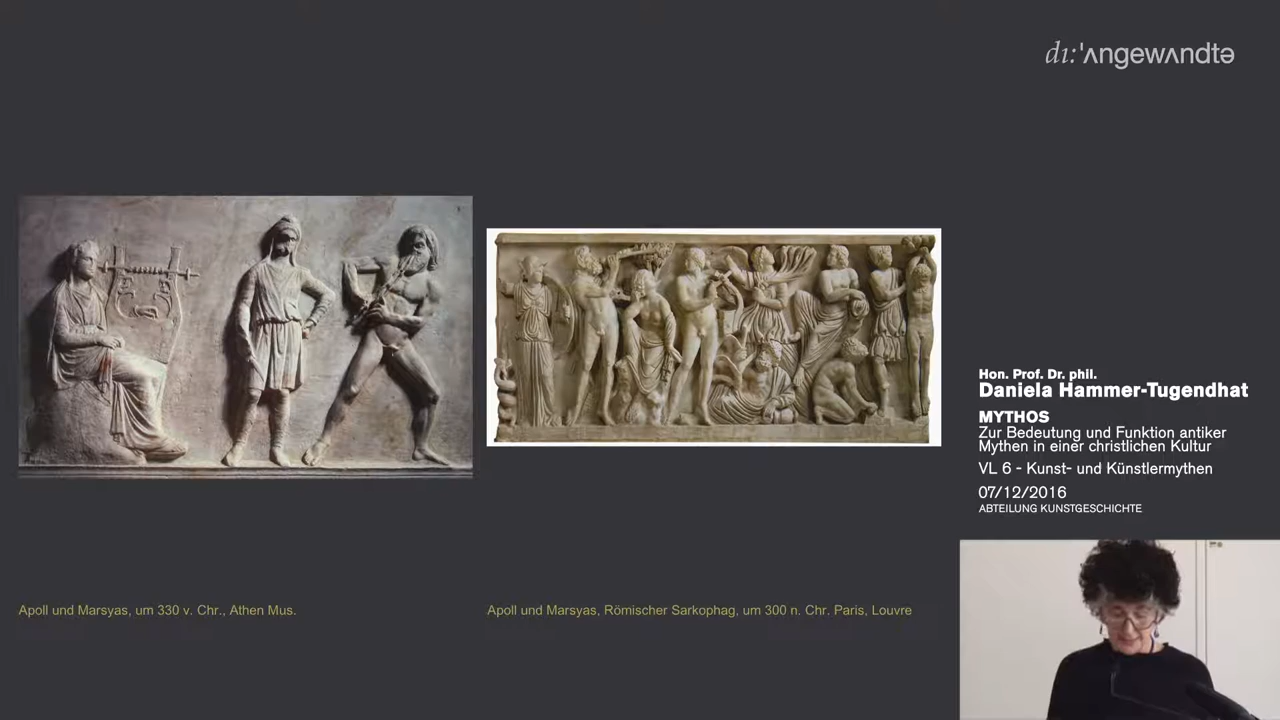 dı:'ʌngewʌndtə
Apoll und Marsyas, um 330 v. Chr., Athen Mus.
Apoll und Marsyas, Römischer Sarkophag, um 300 n. Chr. Paris, Louvre
Hon. Prof. Dr. phil.
Daniela Hammer-Tugendhat
MYTHOS
Zur Bedeutung und Funktion antiker
Mythen in einer christlichen Kultur
VL 6 - Kunst- und Künstlermythen
07/12/2016
ABTEILUNG KUNSTGESCHICHTE